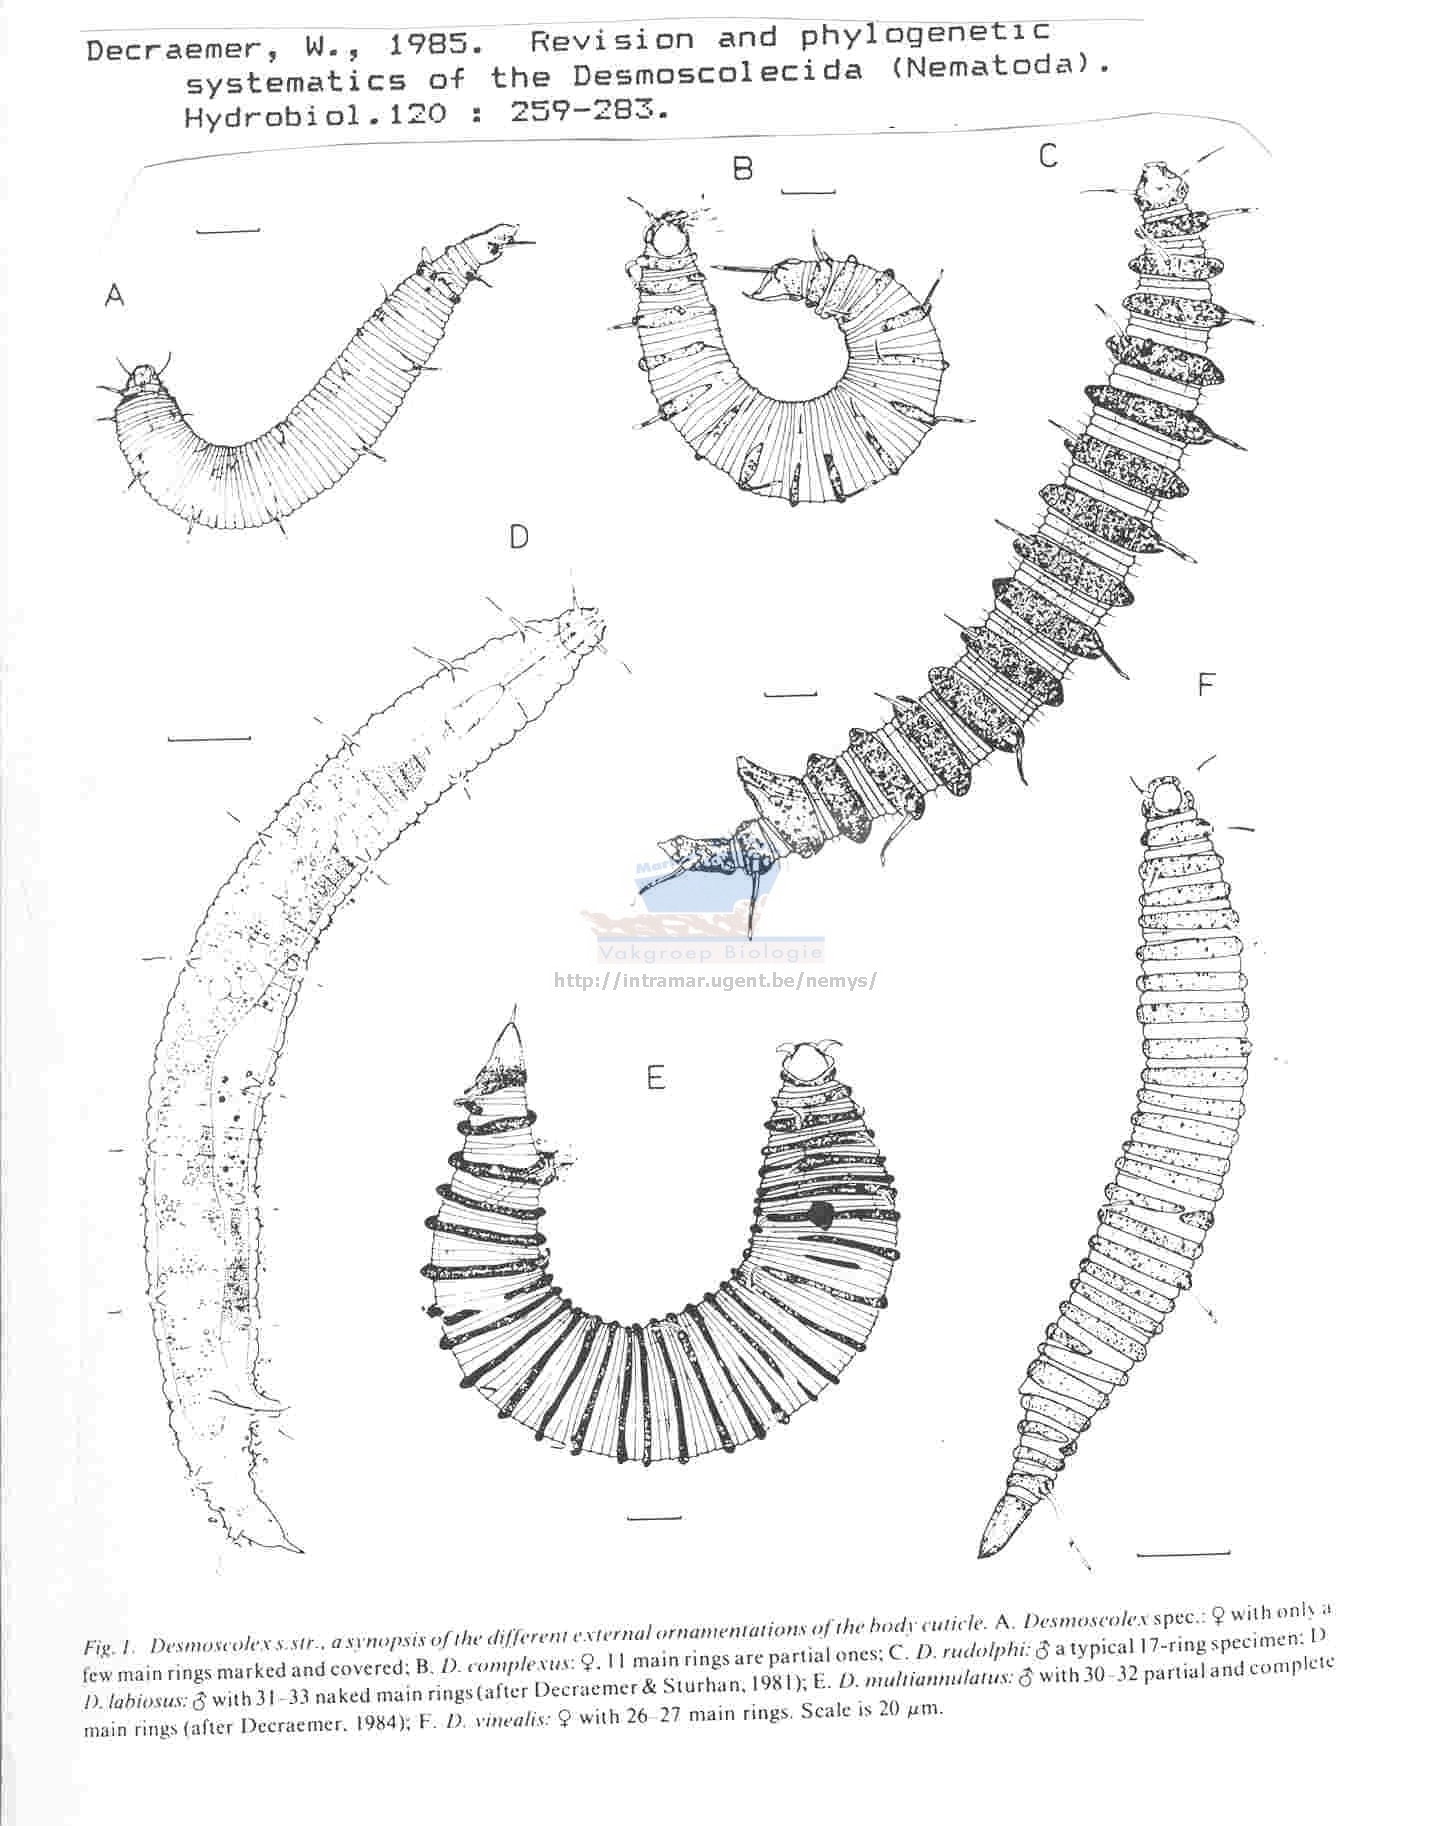 Decraemer, W., 1985. Revision and phylogenetic
systematics of the Desmoscolecida (Nematoda).
Hydrobiol.120 : 259-283.
A
B
C
D
F
Vakgroep Biologie
http://intramar.ugent.be/nemys/
E
Fig. 1. Desmoscolex s.str., a synopsis of the different external ornamentations of the body cuticle. A. Desmoscolex spec.: ♀ with only a
few main rings marked and covered; B. D. complexus: ♀, 11 main rings are partial ones; C. D. rudolphi: ♂ a typical 17-ring specimen; D
D. labiosus: ♂ with 31–33 naked main rings (after Decraemer & Sturhan, 1981); E. D. multiannulatus: ♂ with 30–32 partial and complete
main rings (after Decraemer, 1984); F. D. vinealis: ♀ with 26–27 main rings. Scale is 20 μm.